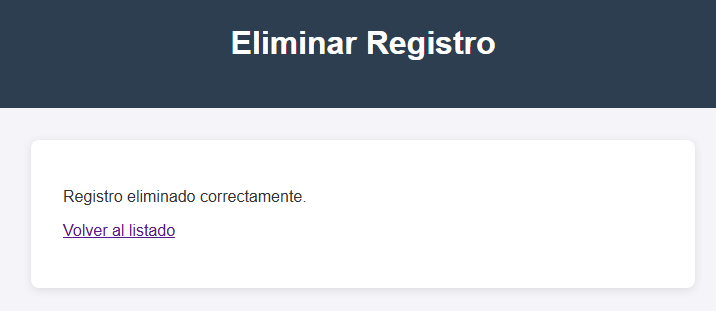 Eliminar Registro
Registro eliminado correctamente.
Volver al listado